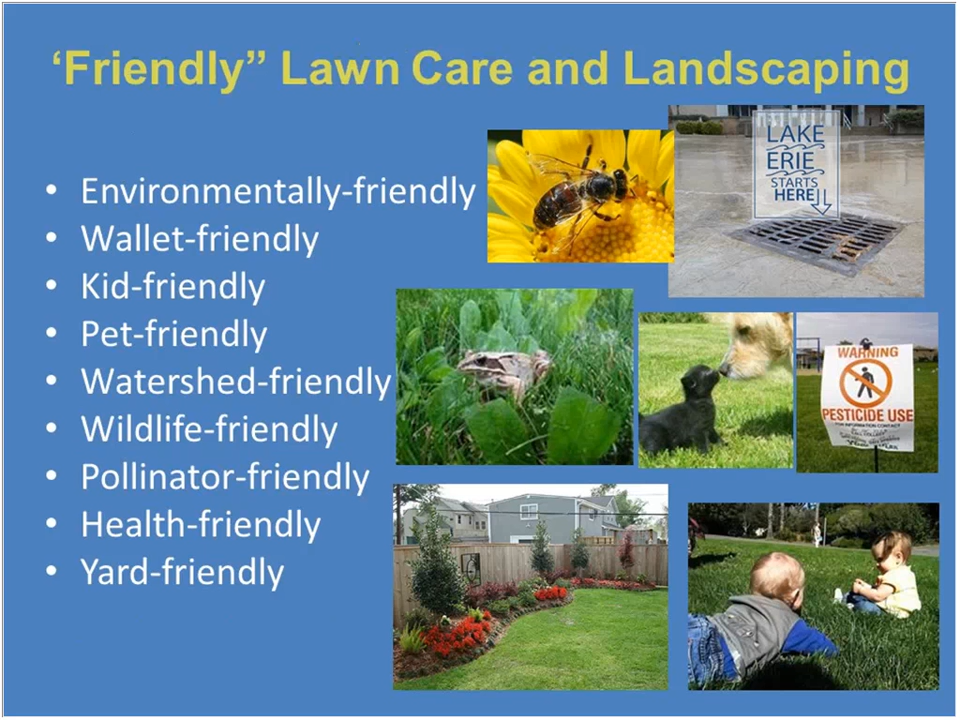 ‘Friendly” Lawn Care and Landscaping
• Environmentally-friendly
• Wallet-friendly
• Kid-friendly
• Pet-friendly
• Watershed-friendly
• Wildlife-friendly
• Pollinator-friendly
• Health-friendly
• Yard-friendly
LAKE
ERIE
STARTS
HERE
WARNING
PESTICIDE USE
FOR INFORMATION CONTACT